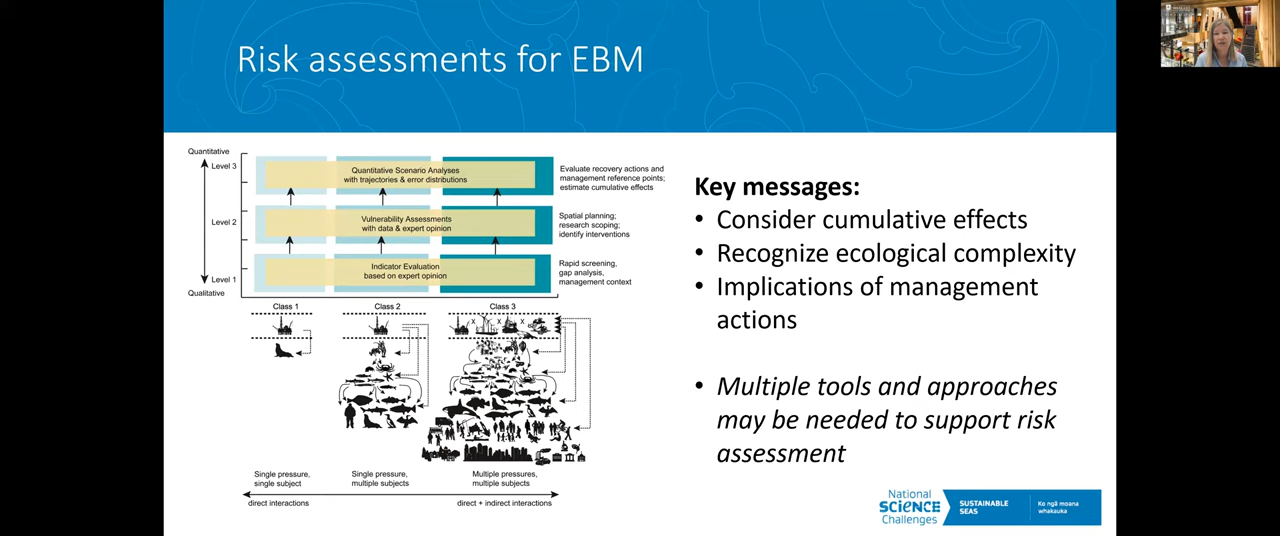 Risk assessments for EBM
Quantitative
Level 3
Level 2
Level 1
Qualitative
Quantitative Scenario Analyses
with trajectories & error distributions
Evaluate recovery actions and
management reference points;
estimate cumulative effects
Vulnerability Assessments
with data & expert opinion
Spatial planning;
research scoping;
identify interventions
Indicator Evaluation
based on expert opinion
Rapid screening,
gap analysis,
management context
Class 1
Class 2
Class 3
X X X
Single pressure,
single subject
Single pressure,
multiple subjects
Multiple pressures,
multiple subjects
direct interactions
direct + indirect interactions
Key messages:
• Consider cumulative effects
• Recognize ecological complexity
• Implications of management
actions
• Multiple tools and approaches
may be needed to support risk
assessment
National
SCIENCE
Challenges
SUSTAINABLE
SEAS
Ko ngā moana
whakauka